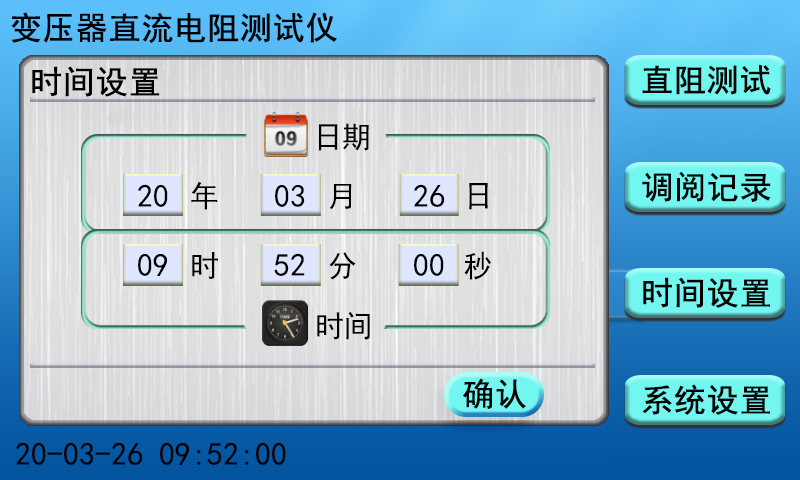 变压器直流电阻测试仪
时间设置
09 日期
20 年 03 月 26 日
09 时 52 分 00 秒
时间
确认
直阻测试
调阅记录
时间设置
系统设置
20-03-26 09:52:00